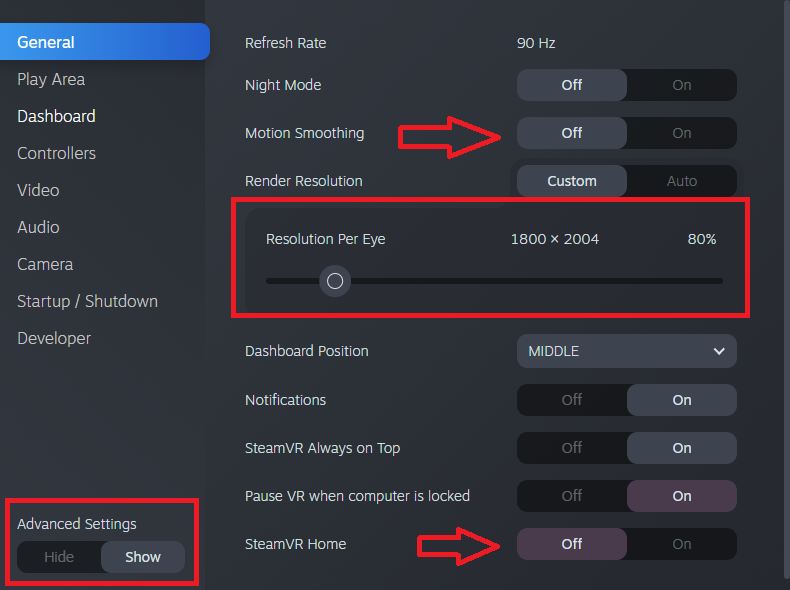 General
Play Area
Dashboard
Controllers
Video
Audio
Camera
Startup / Shutdown
Developer
Advanced Settings
Hide Show
Refresh Rate 90 Hz
Night Mode Off On
Motion Smoothing Off On
Render Resolution Custom Auto
Resolution Per Eye 1800 × 2004 80%
Dashboard Position MIDDLE
Notifications Off On
SteamVR Always on Top Off On
Pause VR when computer is locked Off On
SteamVR Home Off On